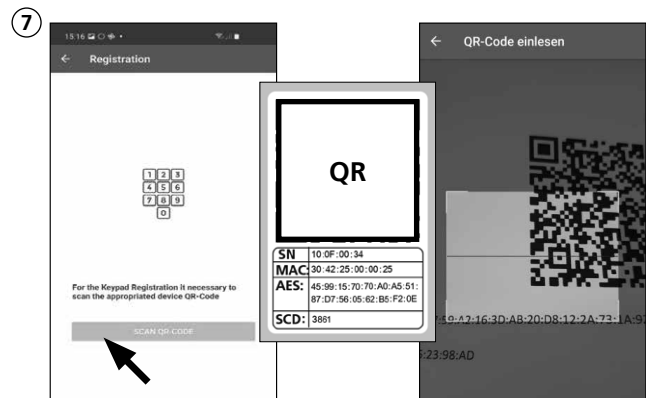 7
15:16
← Registration
1 2 3
4 5 6
7 8 9
0
For the Keypad Registration it necessary to
scan the appropriated device QR-Code
SCAN QR-CODE
QR
SN 10:0F:00:34
MAC: 30:42:25:00:00:25
AES: 45:99:15:70:70:A0:A5:51:
87:D7:56:05:62:B5:F2:0E
SCD: 3861
← QR-Code einlesen
:59:A2:16:3D:AB:20:D8:12:2A:73:1A:92
:23:98:AD